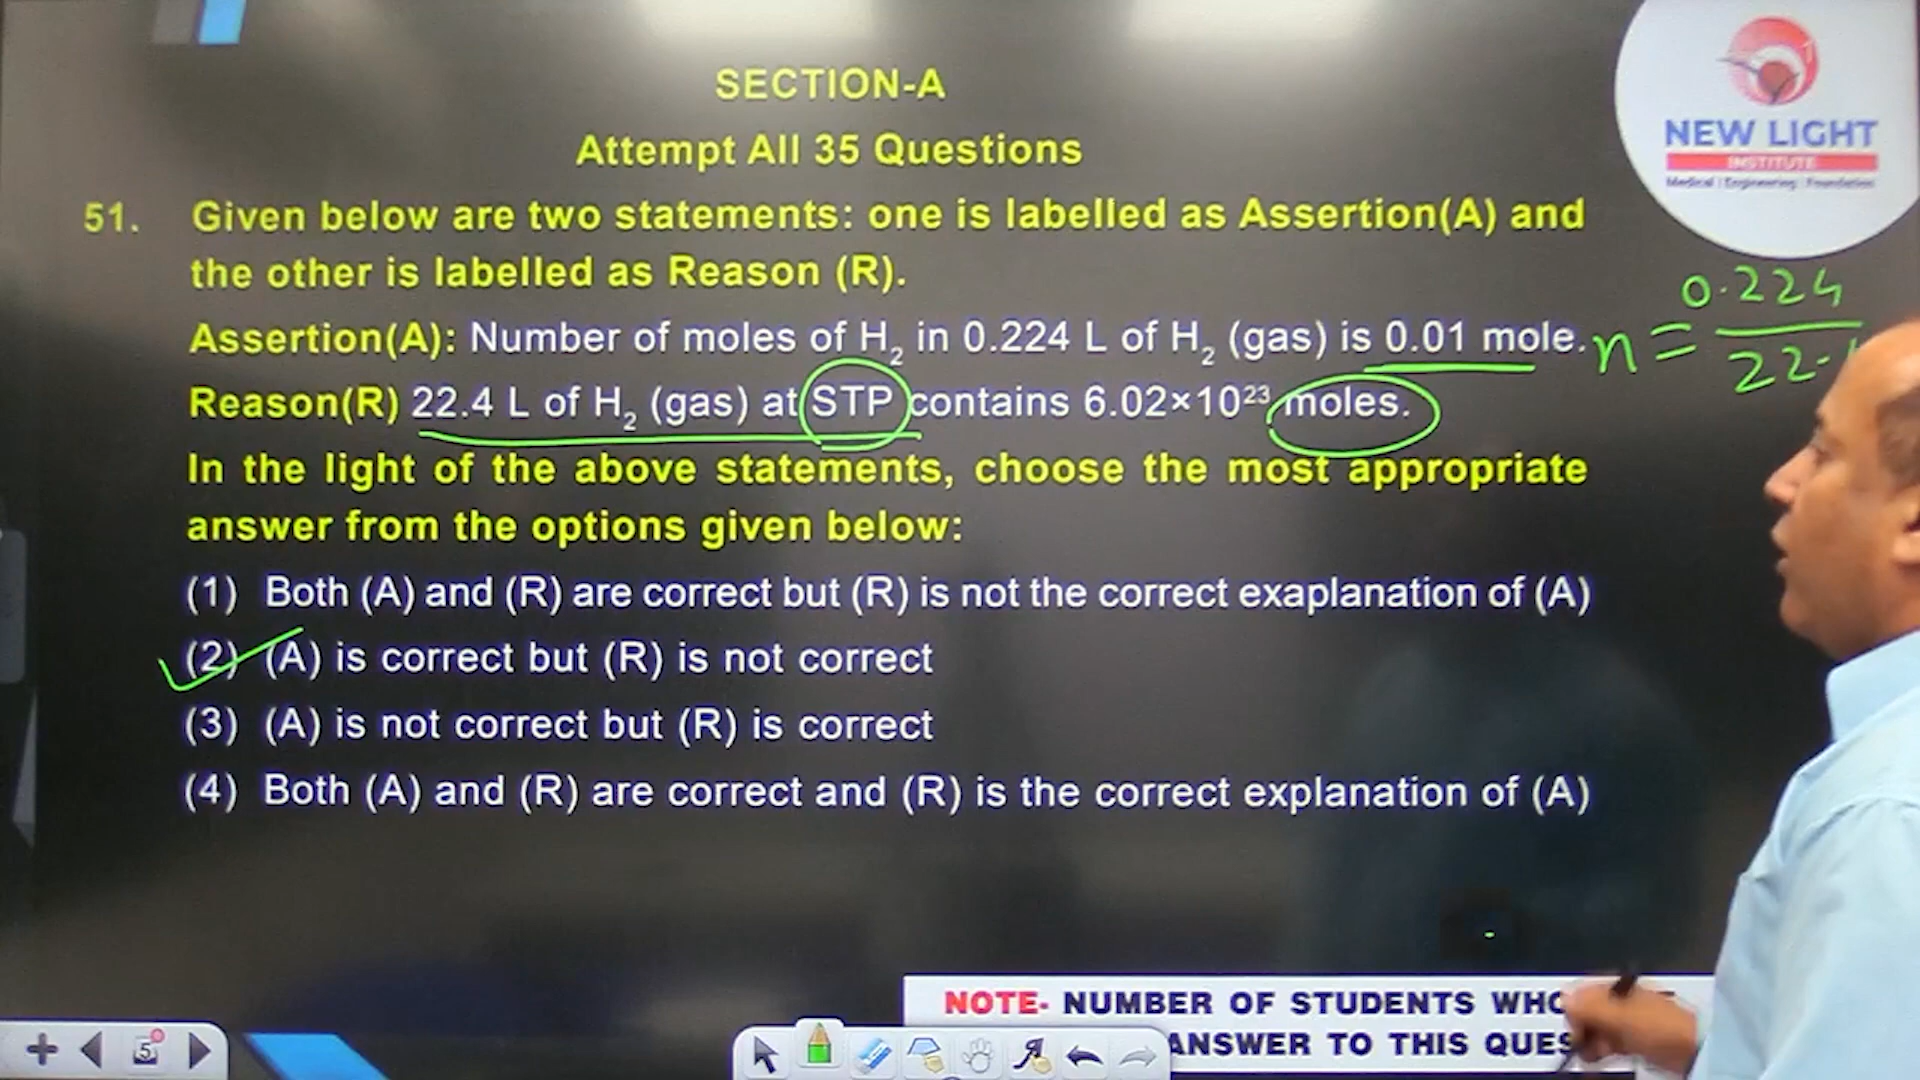 SECTION-A
Attempt All 35 Questions
51. Given below are two statements: one is labelled as Assertion(A) and
the other is labelled as Reason (R).
Assertion(A): Number of moles of H₂ in 0.224 L of H₂ (gas) is 0.01 mole.
Reason(R) 22.4 L of H₂ (gas) at STP contains 6.02×10²³ moles.
In the light of the above statements, choose the most appropriate
answer from the options given below:
(1) Both (A) and (R) are correct but (R) is not the correct exaplanation of (A)
(2) (A) is correct but (R) is not correct
(3) (A) is not correct but (R) is correct
(4) Both (A) and (R) are correct and (R) is the correct explanation of (A)
NEW LIGHT
INSTITUTE
Medical | Engineering | Foundation
n = 0.224
22.
NOTE- NUMBER OF STUDENTS WHO
ANSWER TO THIS QUES
5